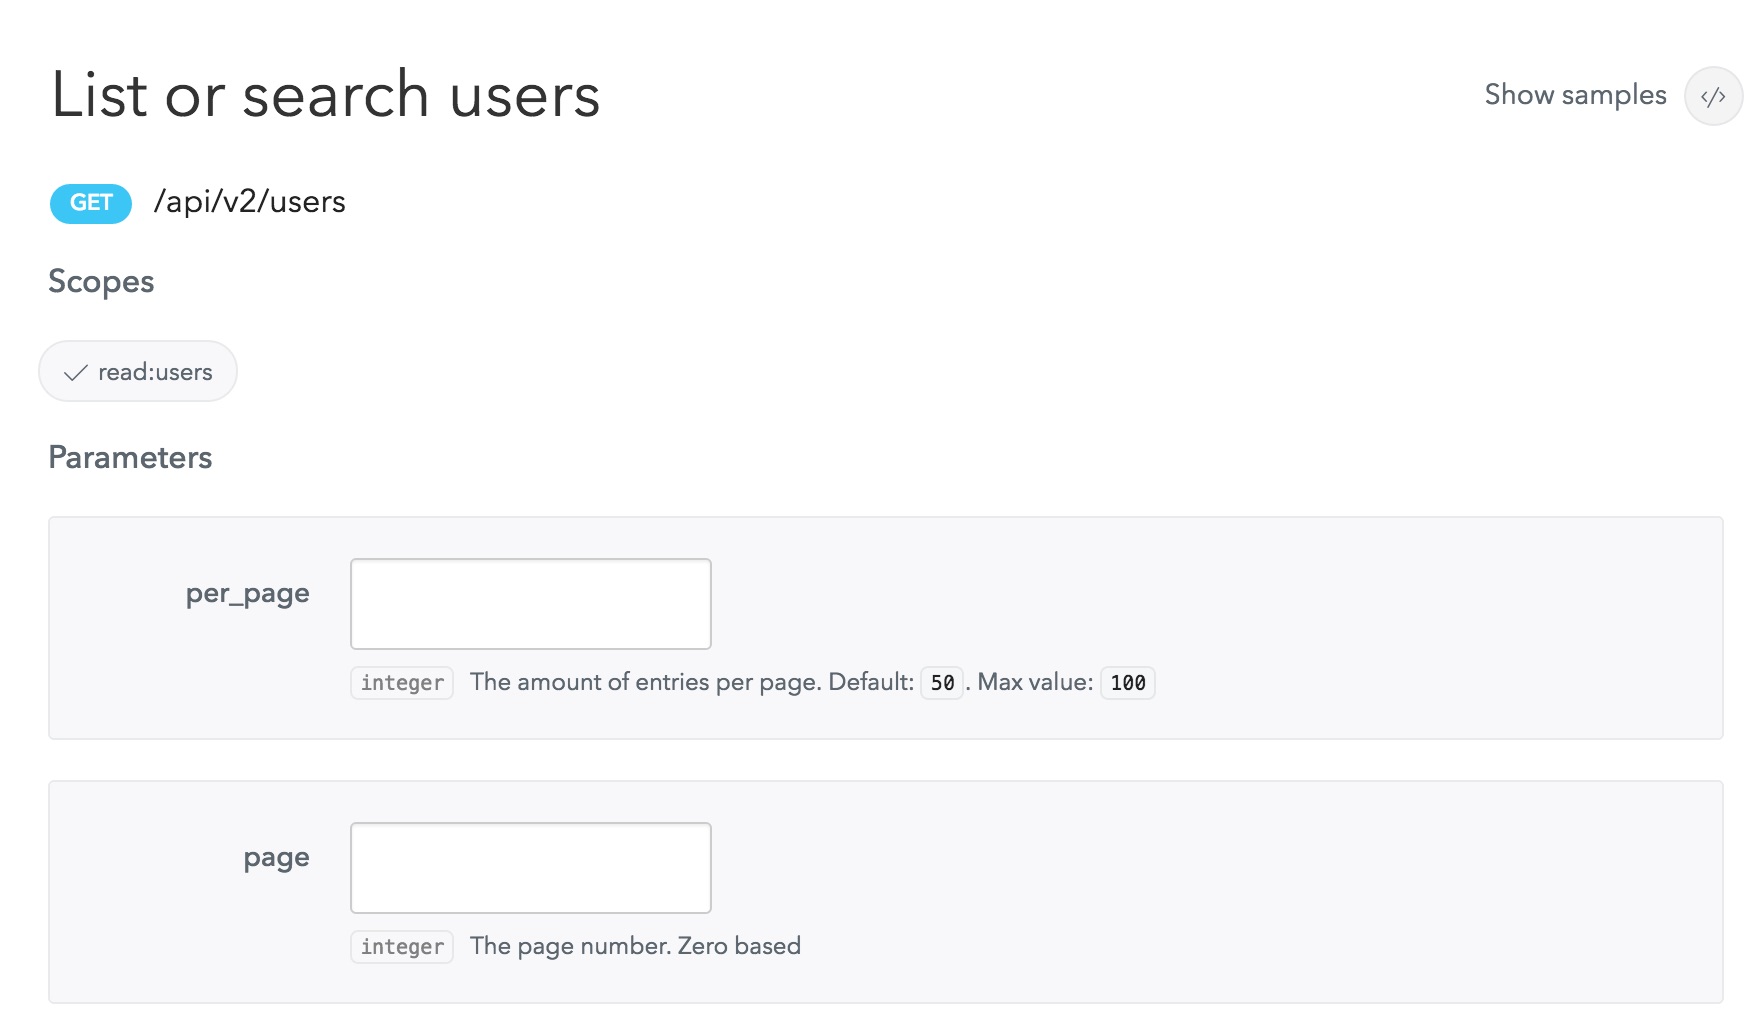 List or search users
Show samples </>
GET /api/v2/users
Scopes
read:users
Parameters
per_page
integer The amount of entries per page. Default: 50 . Max value: 100
page
integer The page number. Zero based